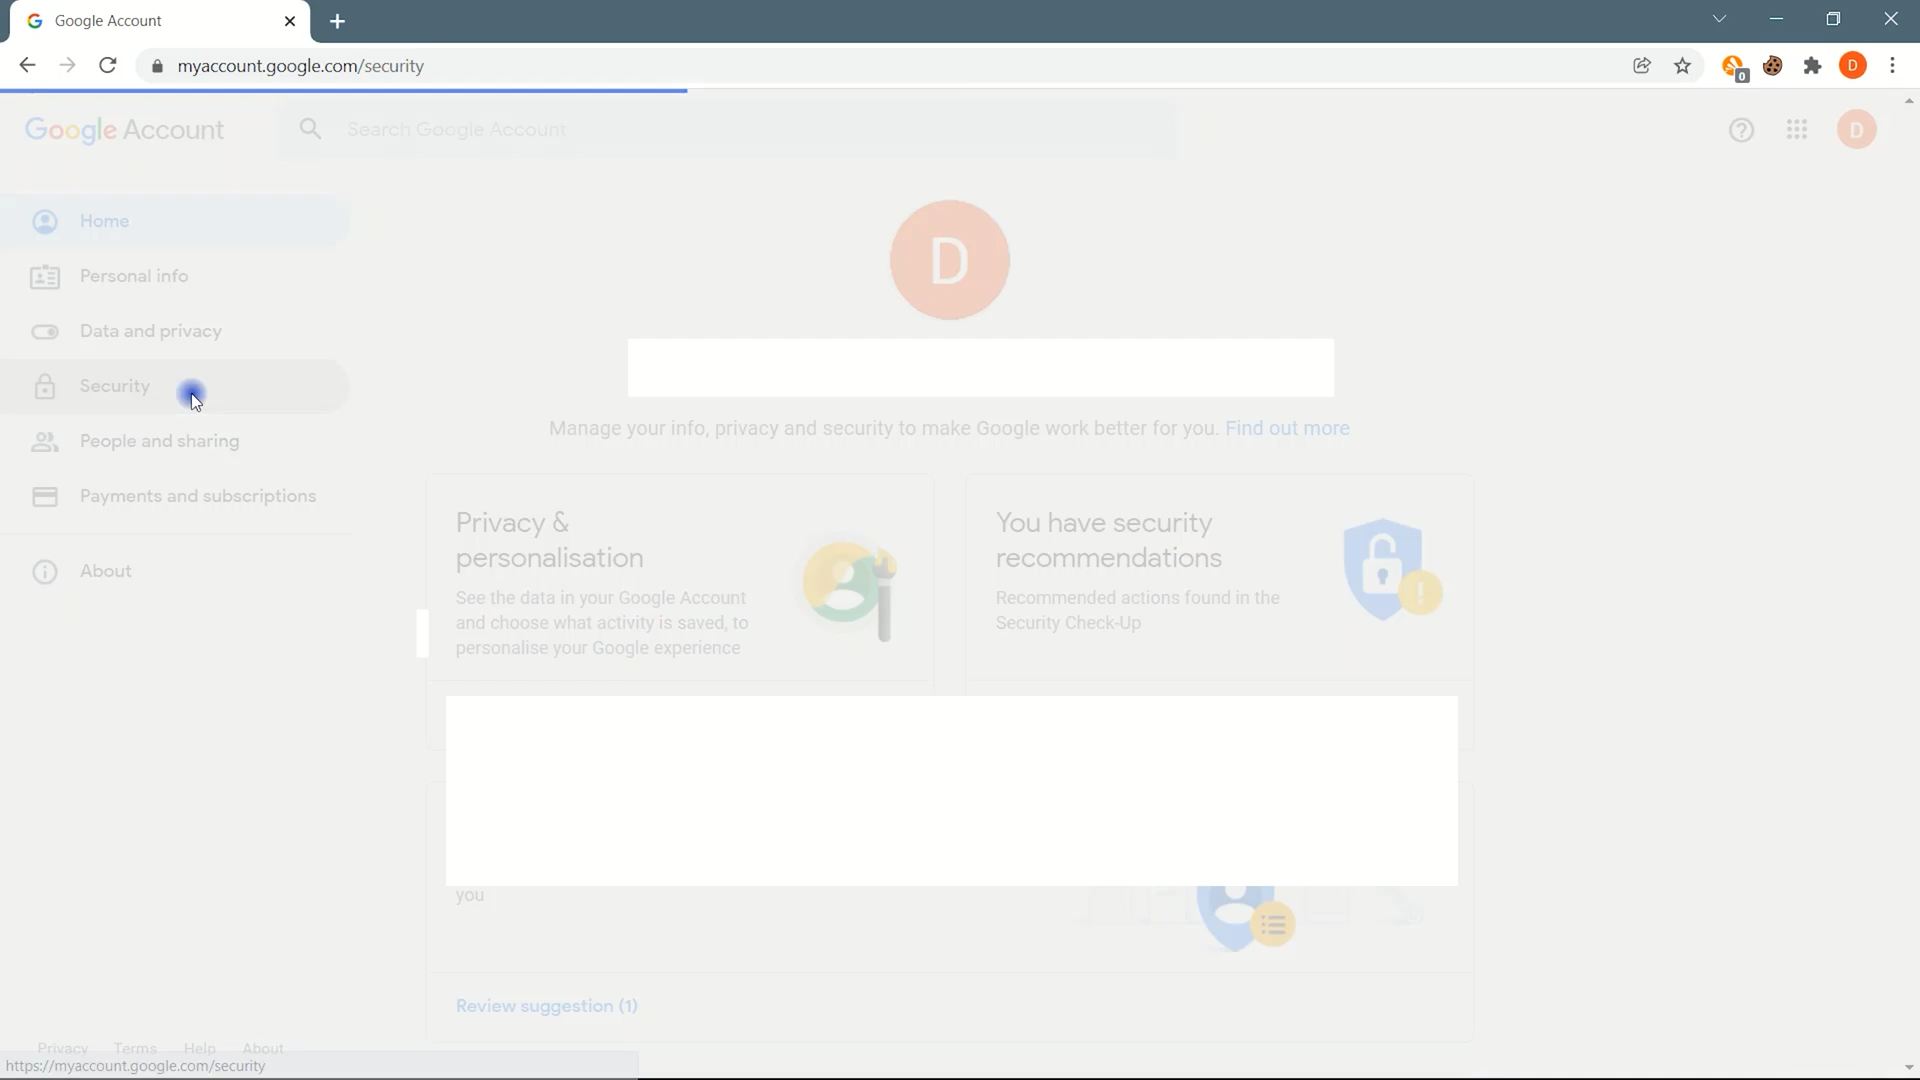 Google Account
myaccount.google.com/security
0
D
Google Account
Search Google Account
D
Home
Personal info
Data and privacy
Security
People and sharing
Payments and subscriptions
About
D
Manage your info, privacy and security to make Google work better for you. Find out more
Privacy &
personalisation
See the data in your Google Account
and choose what activity is saved, to
personalise your Google experience
You have security
recommendations
Recommended actions found in the
Security Check-Up
you
Review suggestion (1)
Privacy Terms Help About
https://myaccount.google.com/security